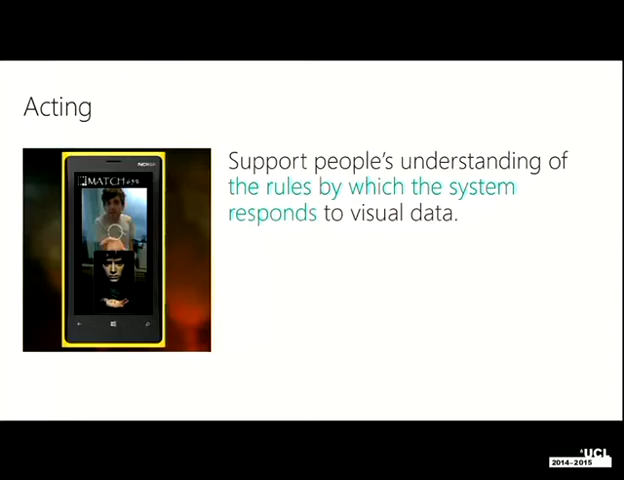 Acting
NOKIA
MATCH
Support people's understanding of
the rules by which the system
responds to visual data.
UCL
2014-2015